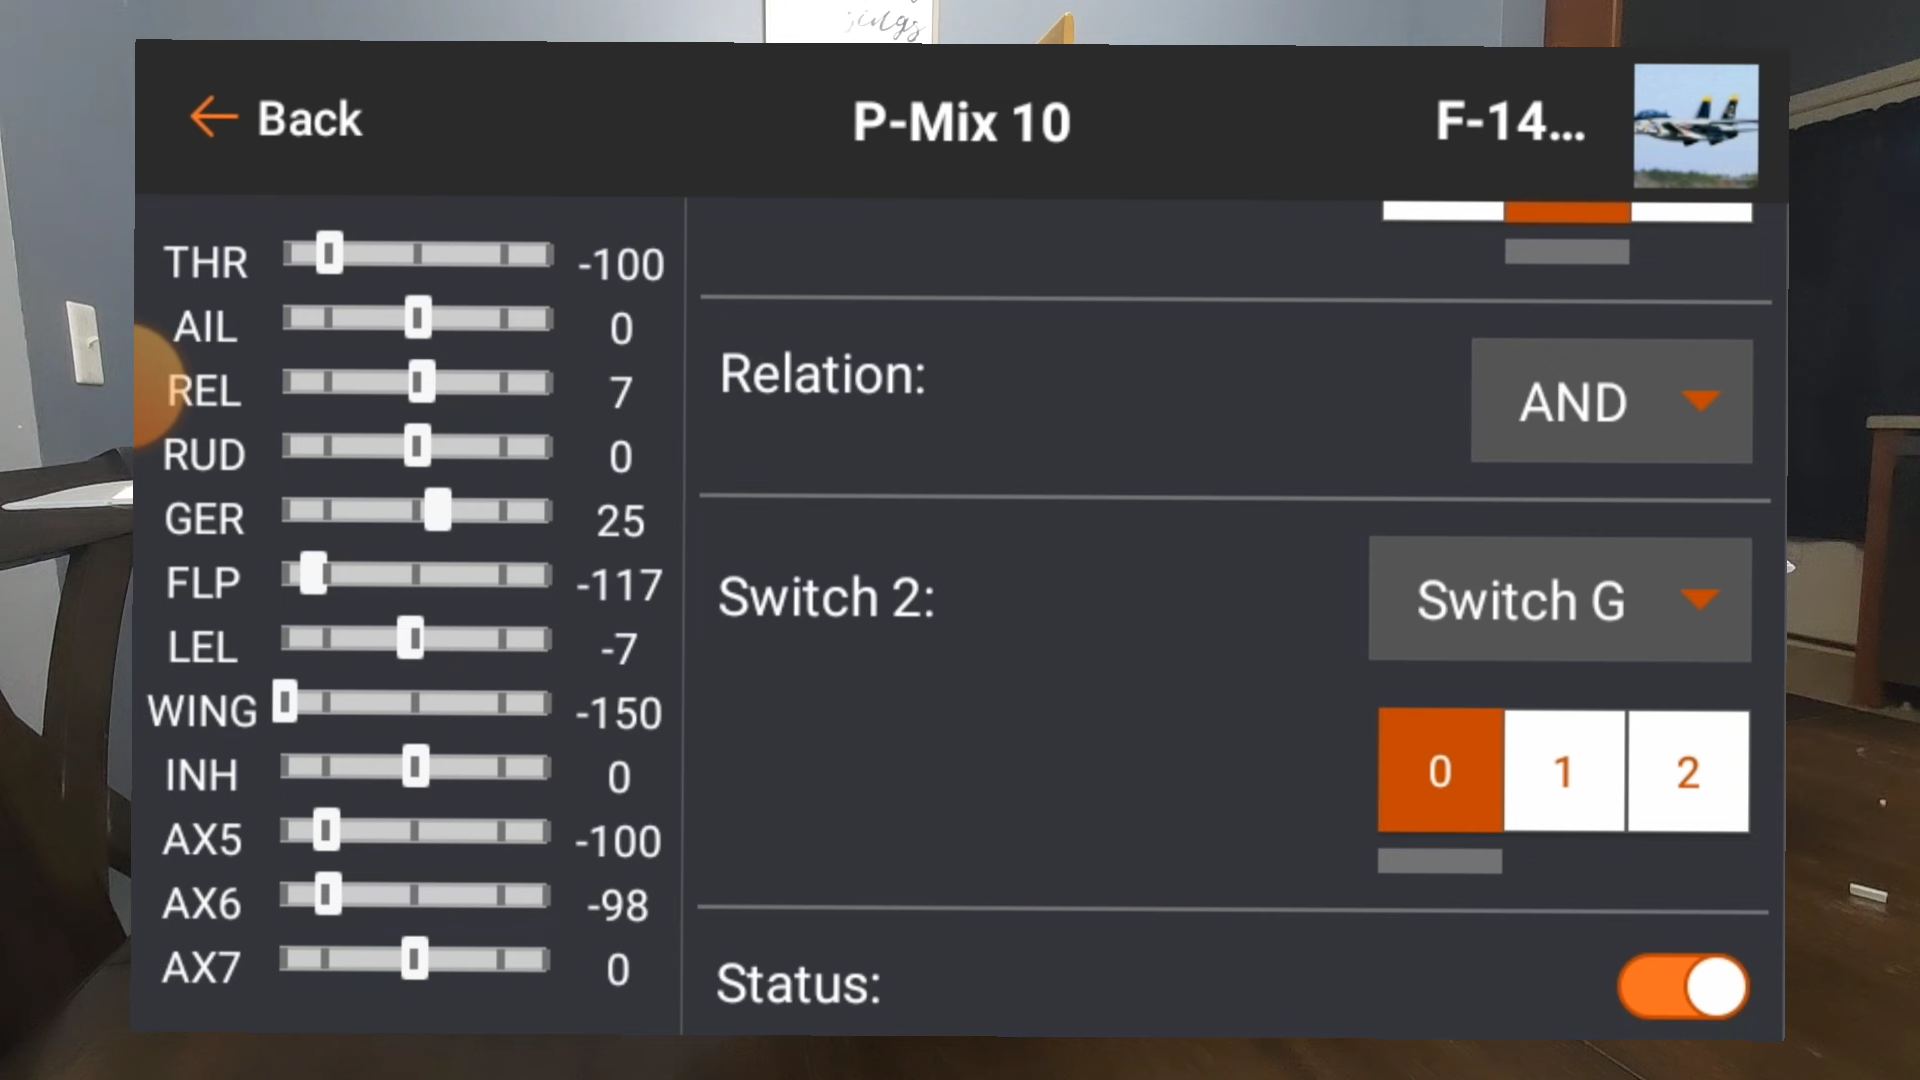 Back
P-Mix 10
F-14...
THR -100
AIL 0
REL 7
RUD 0
GER 25
FLP -117
LEL -7
WING -150
INH 0
AX5 -100
AX6 -98
AX7 0
Relation:
AND
Switch 2:
Switch G
0 1 2
Status: